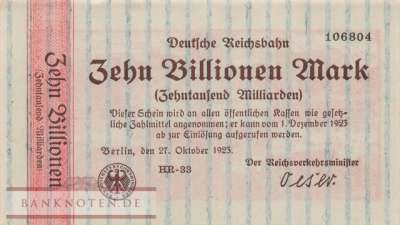 Deutsche Reichsbahn
106804
Zehn Billionen Mark
(Zehntausend Milliarden)
Dieser Schein wird an allen öffentlichen Kassen wie gesetz-
liche Zahlmittel angenommen; er kann vom 1. Dezember 1923
ab zur Einlösung aufgerufen werden.
Berlin, den 27. Oktober 1923.
HR-33
Der Reichsverkehrsminister
Oeser
Zehn Billionen
(Zehntausend Milliarden)
BANKNOTEN.DE